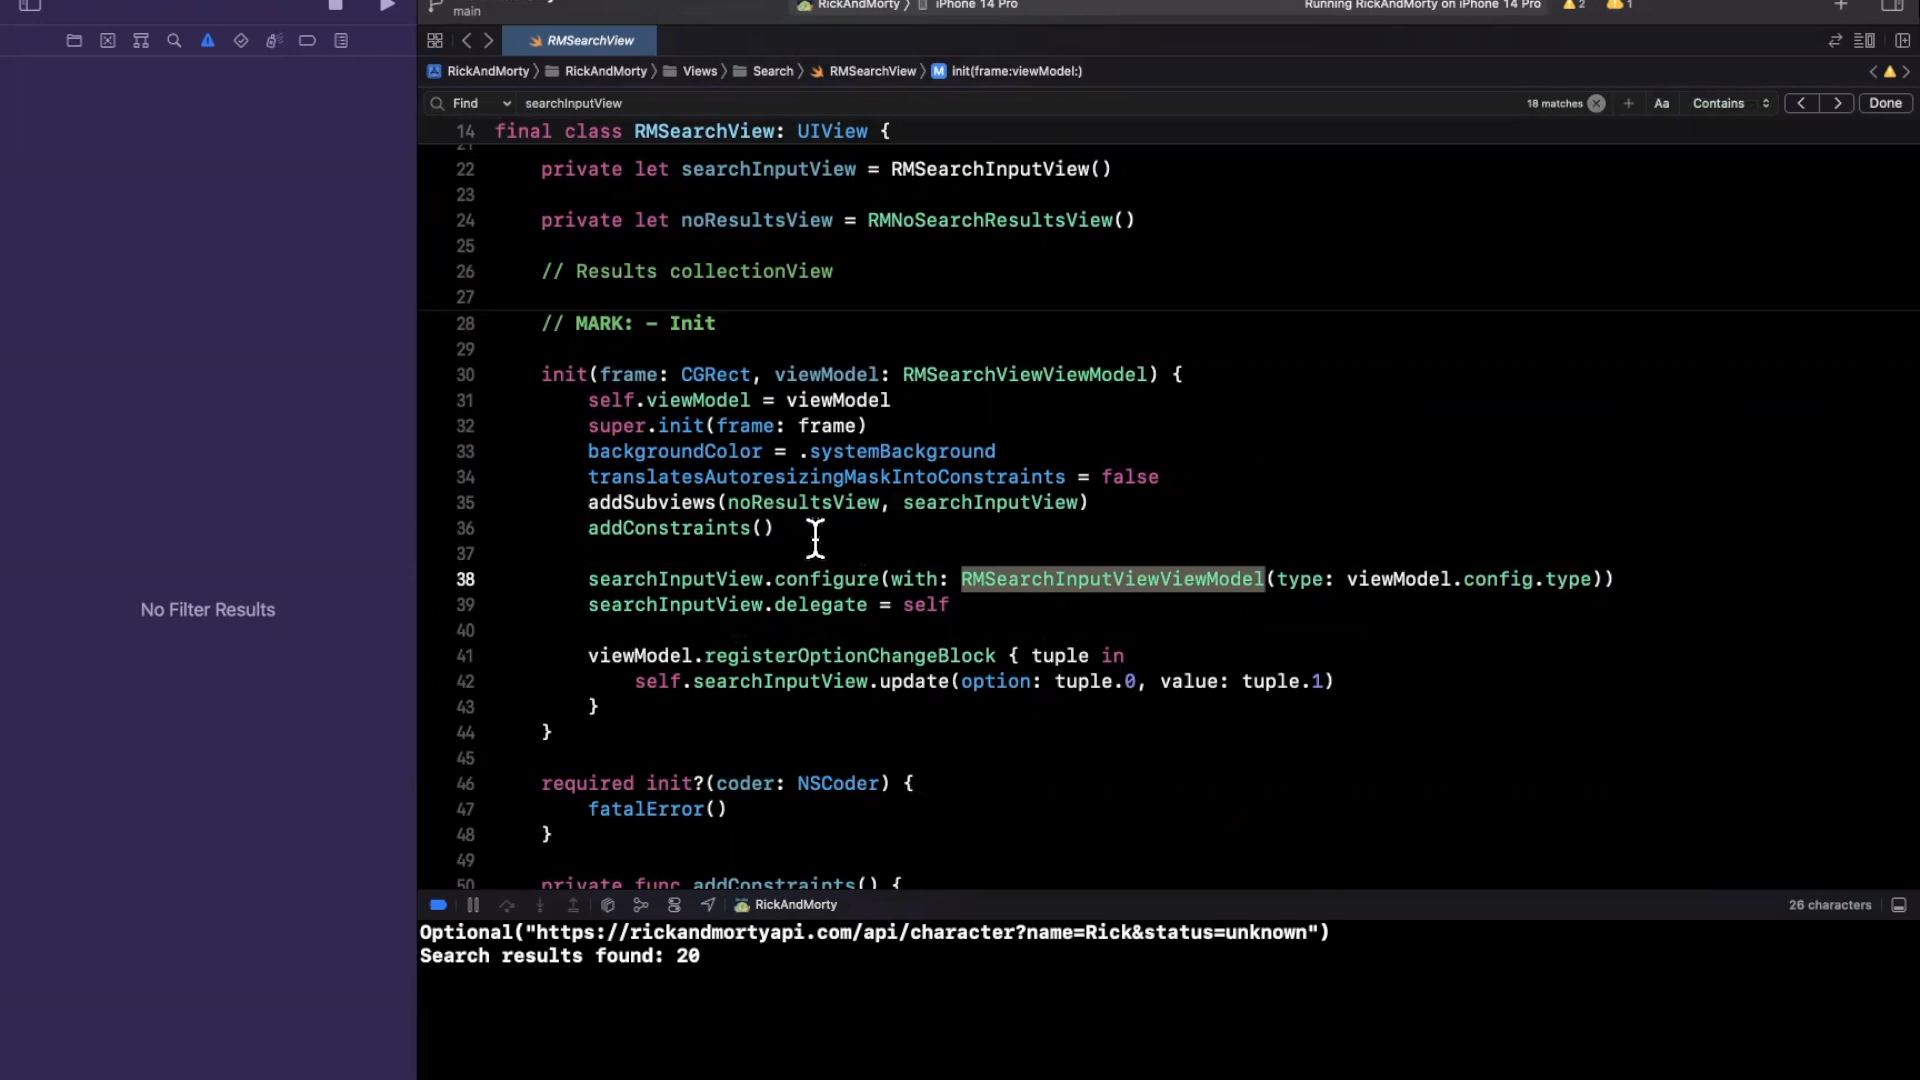 main
RickAndMorty 〉 iPhone 14 Pro
Running RickAndMorty on iPhone 14 Pro
2
1
RMSearchView
RickAndMorty 〉 RickAndMorty 〉 Views 〉 Search 〉 RMSearchView 〉 M init(frame:viewModel:)
Find searchInputView 18 matches Aa Contains Done
14 final class RMSearchView: UIView {
21
22 private let searchInputView = RMSearchInputView()
23
24 private let noResultsView = RMNoSearchResultsView()
25
26 // Results collectionView
27
28 // MARK: - Init
29
30 init(frame: CGRect, viewModel: RMSearchViewViewModel) {
31 self.viewModel = viewModel
32 super.init(frame: frame)
33 backgroundColor = .systemBackground
34 translatesAutoresizingMaskIntoConstraints = false
35 addSubviews(noResultsView, searchInputView)
36 addConstraints()
37
38 searchInputView.configure(with: RMSearchInputViewViewModel(type: viewModel.config.type))
39 searchInputView.delegate = self
40
41 viewModel.registerOptionChangeBlock { tuple in
42 self.searchInputView.update(option: tuple.0, value: tuple.1)
43 }
44 }
45
46 required init?(coder: NSCoder) {
47 fatalError()
48 }
49
50 private func addConstraints() {
No Filter Results
RickAndMorty
26 characters
Optional("https://rickandmortyapi.com/api/character?name=Rick&status=unknown")
Search results found: 20